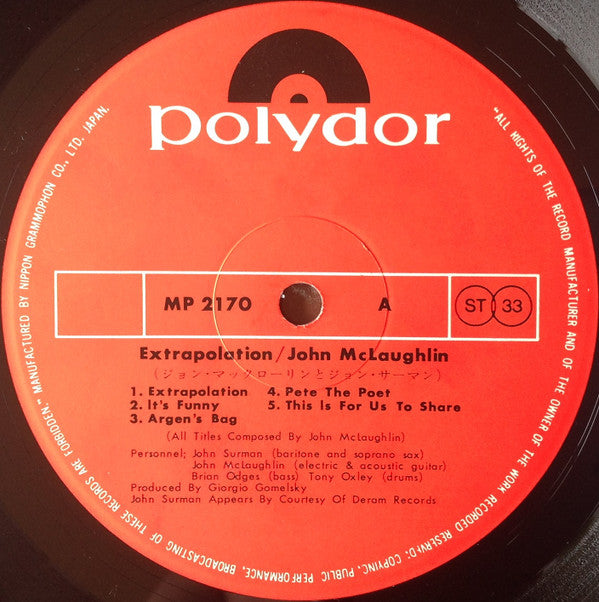 polydor
MP 2170 A ST 33
Extrapolation/John McLaughlin
(ジョン・マックローリンとジョン・サーマン)
1. Extrapolation 4. Pete The Poet
2. It's Funny 5. This Is For Us To Share
3. Argen's Bag
(All Titles Composed By John McLaughlin)
Personnel; John Surman (baritone and soprano sax)
John McLaughlin (electric & acoustic guitar)
Brian Odges (bass) Tony Oxley (drums)
Produced By Giorgio Gomelsky
John Surman Appears By Courtesy Of Deram Records
"ALL RIGHTS OF THE RECORD MANUFACTURER AND OF THE OWNER OF THE WORK RECORDED RESERVED: COPYING, PUBLIC PERFORMANCE, BROADCASTING OF THESE RECORDS ARE FORBIDDEN." MANUFACTURED BY NIPPON GRAMMOPHON CO., LTD. JAPAN.